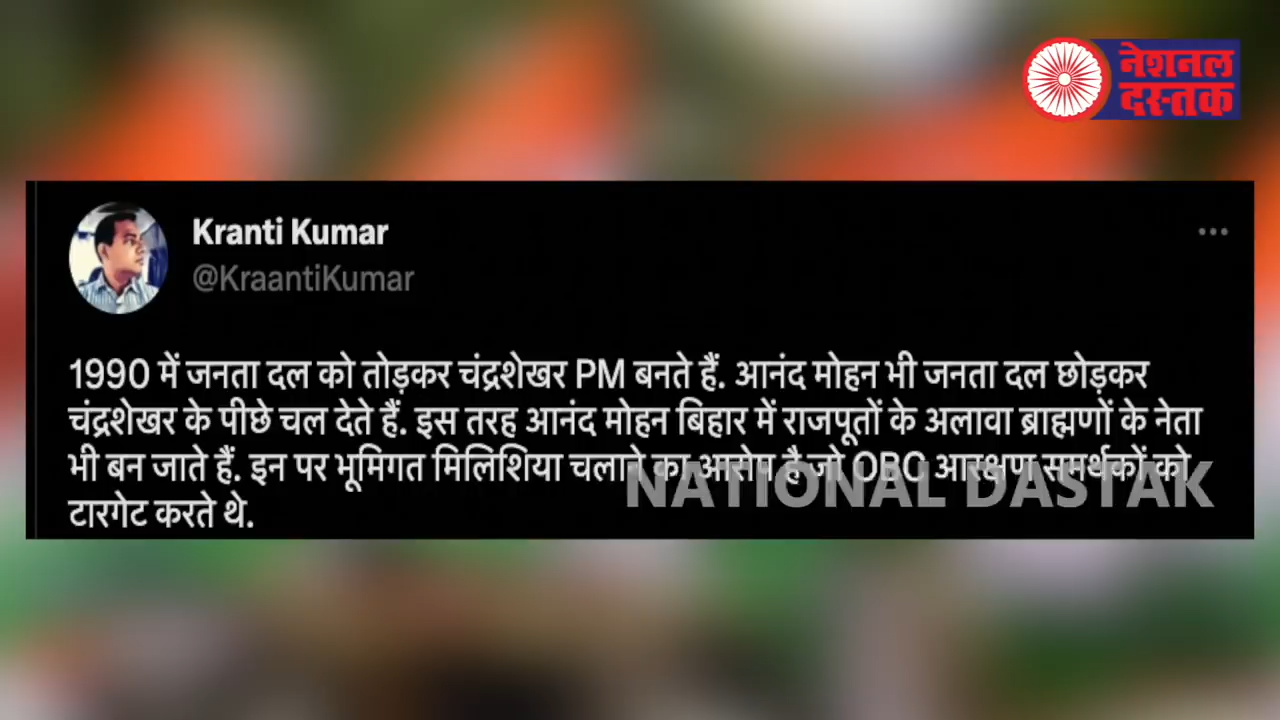 नेशनल
दस्तक
Kranti Kumar
@KraantiKumar
1990 में जनता दल को तोड़कर चंद्रशेखर PM बनते हैं. आनंद मोहन भी जनता दल छोड़कर
चंद्रशेखर के पीछे चल देते हैं. इस तरह आनंद मोहन बिहार में राजपूतों के अलावा ब्राह्मणों के नेता
भी बन जाते हैं. इन पर भूमिगत मिलिशिया चलाने का आरोप है जो OBC आरक्षण समर्थकों को
टारगेट करते थे.
NATIONAL DASTAK